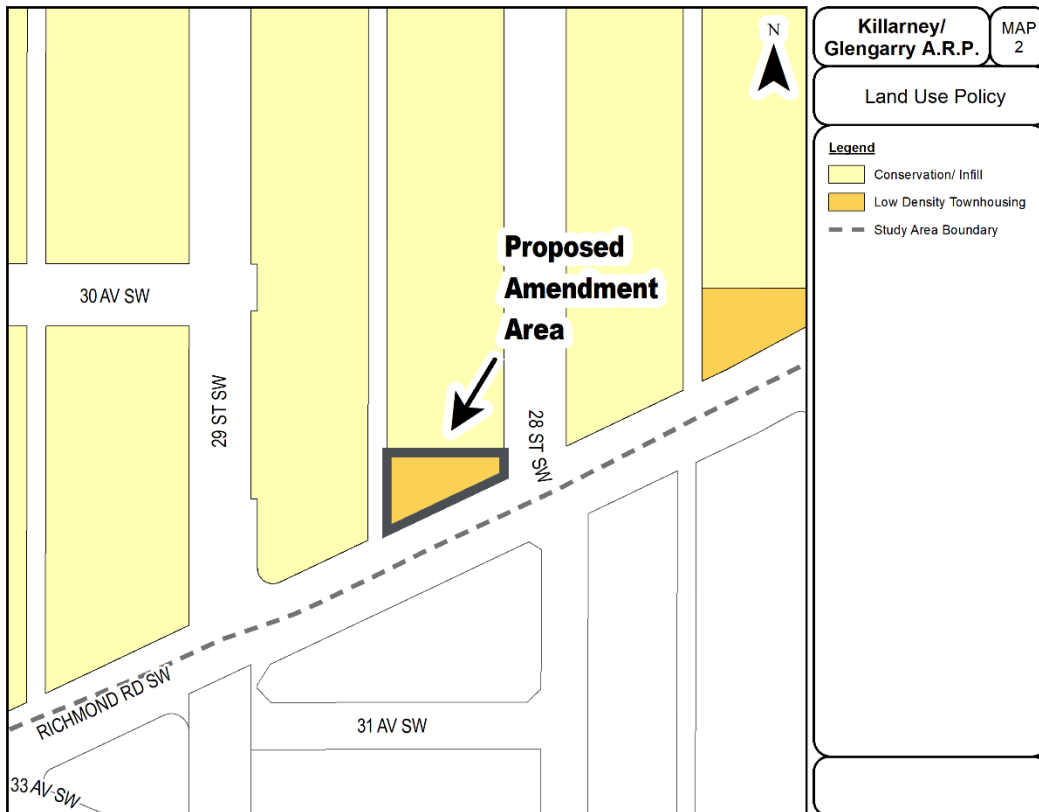 Killarney/
Glengarry A.R.P.
MAP
2
Land Use Policy
Legend
Conservation/ Infill
Low Density Townhousing
Study Area Boundary
N
Proposed
Amendment
Area
30 AV SW
29 ST SW
28 ST SW
RICHMOND RD SW
31 AV SW
33 AV SW